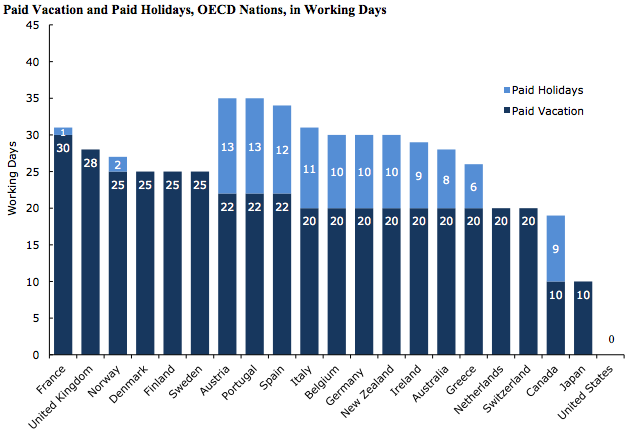 Paid Vacation and Paid Holidays, OECD Nations, in Working Days
45
40
35
30
25
20
15
10
5
0
Working Days
Paid Holidays
Paid Vacation
1
30
28
2
25
25
25
25
13
22
13
22
12
22
11
20
10
20
10
20
10
20
9
20
8
20
6
20
20
20
9
10
10
0
France
United Kingdom
Norway
Denmark
Finland
Sweden
Austria
Portugal
Spain
Italy
Belgium
Germany
New Zealand
Ireland
Australia
Greece
Netherlands
Switzerland
Canada
Japan
United States